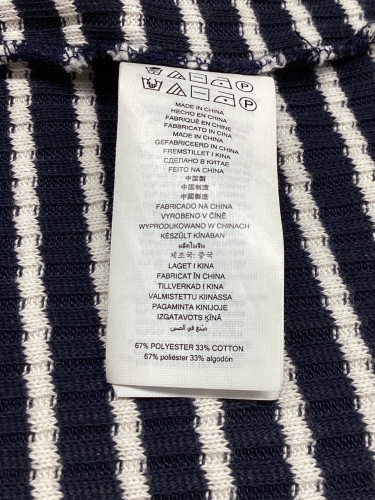 MADE IN CHINA
HECHO EN CHINA
FABRIQUÉ EN CHINE
FABBRICATO IN CINA
MADE IN CHINA
GEFABRICEERD IN CHINA
FREMSTILLET I KINA
СДЕЛАНО В КИТАЕ
FEITO NA CHINA
中国製
中国制造
中國製造
FABRICADO NA CHINA
VYROBENO V ČÍNĚ
WYPRODUKOWANO W CHINACH
KÉSZÜLT KÍNÁBAN
ผลิตในจีน
제조국: 중국
LAGET I KINA
FABRICAT ÎN CHINA
TILLVERKAD I KINA
VALMISTETTU KIINASSA
PAGAMINTA KINIJOJE
IZGATAVOTS ĶĪNĀ
صنع في الصين
67% POLYESTER 33% COTTON
67% poliéster 33% algodón